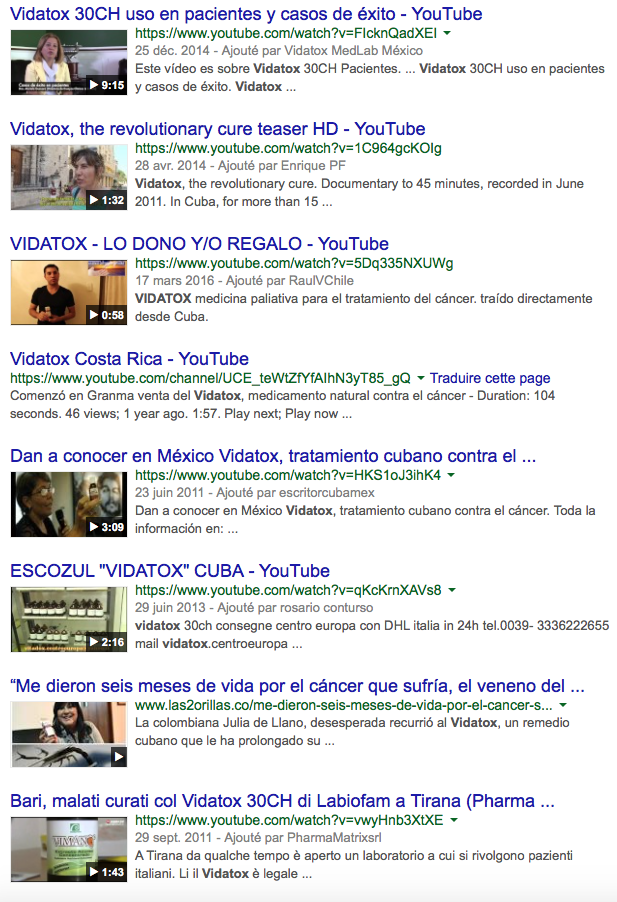 Vidatox 30CH uso en pacientes y casos de éxito - YouTube
https://www.youtube.com/watch?v=FIcknQadXEI
25 déc. 2014 - Ajouté par Vidatox MedLab México
Este vídeo es sobre Vidatox 30CH Pacientes. ... Vidatox 30CH uso en pacientes
y casos de éxito. Vidatox ...
9:15
Vidatox, the revolutionary cure teaser HD - YouTube
https://www.youtube.com/watch?v=1C964gcKOIg
28 avr. 2014 - Ajouté par Enrique PF
Vidatox, the revolutionary cure. Documentary to 45 minutes, recorded in June
2011. In Cuba, for more than 15 ...
1:32
VIDATOX - LO DONO Y/O REGALO - YouTube
https://www.youtube.com/watch?v=5Dq335NXUWg
17 mars 2016 - Ajouté par RaulVChile
VIDATOX medicina paliativa para el tratamiento del cáncer. traído directamente
desde Cuba.
0:58
Vidatox Costa Rica - YouTube
https://www.youtube.com/channel/UCE_teWtZfYfAIhN3yT85_gQ Traduire cette page
Comenzó en Granma venta del Vidatox, medicamento natural contra el cáncer - Duration: 104
seconds. 46 views; 1 year ago. 1:57. Play next; Play now ...
Dan a conocer en México Vidatox, tratamiento cubano contra el ...
https://www.youtube.com/watch?v=HKS1oJ3ihK4
23 juin 2011 - Ajouté par escritorcubamex
Dan a conocer en México Vidatox, tratamiento cubano contra el cáncer. Toda la
información en: ...
3:09
ESCOZUL "VIDATOX" CUBA - YouTube
https://www.youtube.com/watch?v=qKcKrnXAVs8
29 juin 2013 - Ajouté par rosario conturso
vidatox 30ch consegne centro europa con DHL italia in 24h tel.0039- 3336222655
mail vidatox.centroeuropa ...
2:16
“Me dieron seis meses de vida por el cáncer que sufría, el veneno del ...
www.las2orillas.co/me-dieron-seis-meses-de-vida-por-el-cancer-s...
La colombiana Julia de Llano, desesperada recurrió al Vidatox, un remedio
cubano que le ha prolongado su ...
Bari, malati curati col Vidatox 30CH di Labiofam a Tirana (Pharma ...
https://www.youtube.com/watch?v=vwyHnb3XtXE
29 sept. 2011 - Ajouté par PharmaMatrixsrl
A Tirana da qualche tempo è aperto un laboratorio a cui si rivolgono pazienti
italiani. Li il Vidatox è legale ...
VIMANG
1:43